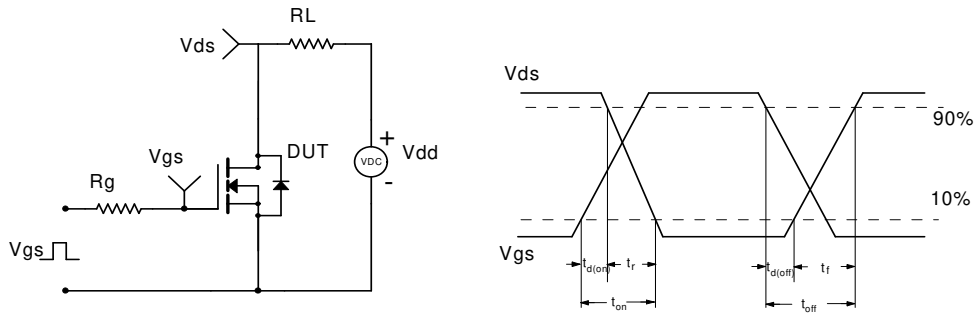 RL
Vds
Vgs
DUT
+
VDC
Vdd
-
Rg
Vgs
Vds
90%
10%
Vgs
td(on)
tr
ton
td(off)
tf
toff